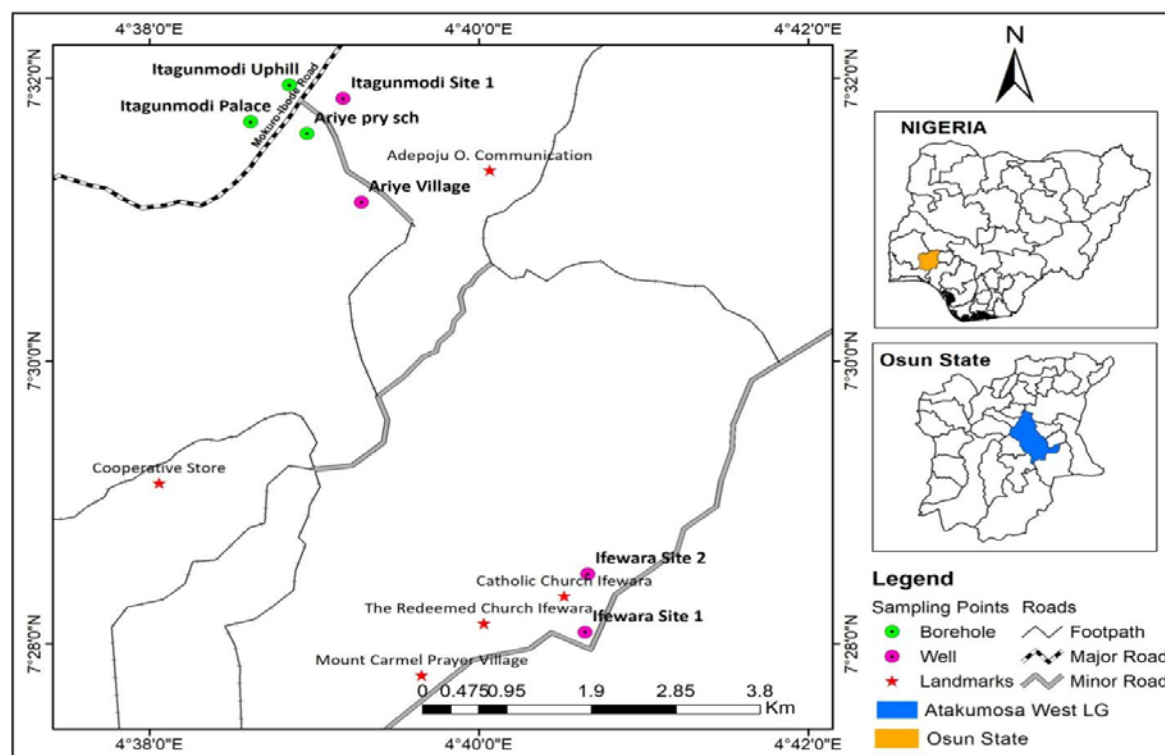 4°38'0"E
4°40'0"E
4°42'0"E
7°32'0"N
7°32'0"N
Itagunmodi Uphill
Itagunmodi Site 1
Itagunmodi Palace
Mokuro-Ibode Road
Ariye pry sch
Adepoju O. Communication
Ariye Village
7°30'0"N
7°30'0"N
Cooperative Store
Ifewara Site 2
Catholic Church Ifewara
The Redeemed Church Ifewara
Ifewara Site 1
7°28'0"N
7°28'0"N
Mount Carmel Prayer Village
0 0.475 0.95 1.9 2.85 3.8
Km
4°38'0"E
4°40'0"E
4°42'0"E
N
NIGERIA
Osun State
Legend
Sampling Points
Borehole
Well
Landmarks
Roads
Footpath
Major Road
Minor Road
Atakumosa West LG
Osun State